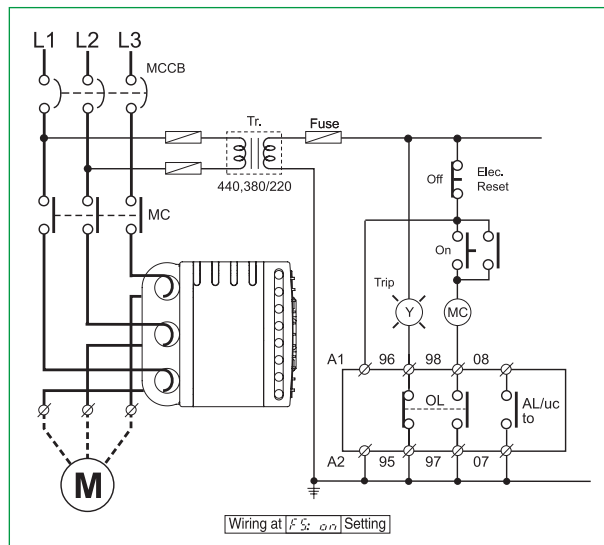 L1 L2 L3
MCCB
Tr.
Fuse
440,380/220
Off
Elec.
Reset
MC
On
Trip
Y
MC
A1 96 98 08
OL
AL/uc
to
A2 95 97 07
M
Wiring at FS: on Setting